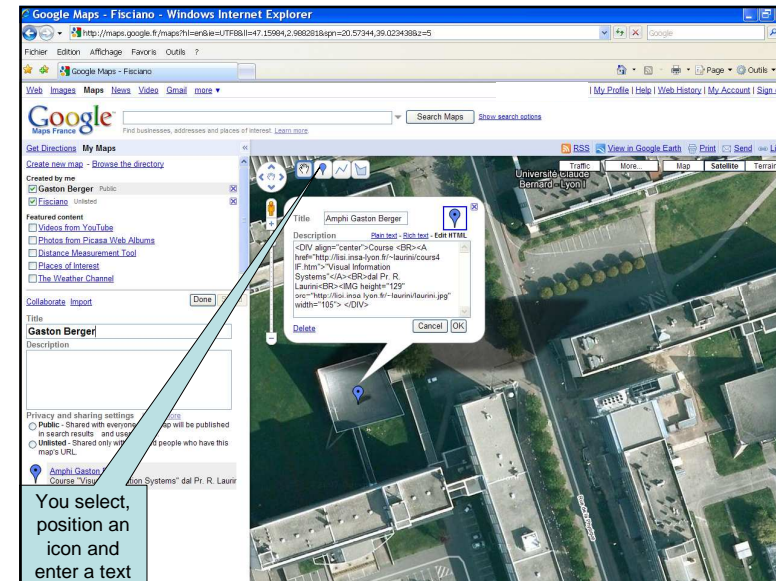 Google Maps - Fisciano - Windows Internet Explorer
http://maps.google.fr/maps?hl=en&ie=UTF8&ll=47.15984,2.988281&spn=20.57344,39.023438&z=5
Google
Fichier Edition Affichage Favoris Outils ?
Google Maps - Fisciano
Page Outils
Web Images Maps News Video Gmail more
My Profile | Help | Web History | My Account | Sign
Google
Maps France
Search Maps
Show search options
Find businesses, addresses and places of interest. Learn more
Get Directions My Maps
RSS View in Google Earth Print Send
Create new map - Browse the directory
Created by me
Gaston Berger Public
Fisciano Unlisted
Featured content
Videos from YouTube
Photos from Picasa Web Albums
Distance Measurement Tool
Places of Interest
The Weather Channel
Collaborate Import
Done
Title
Gaston Berger
Description
Privacy and sharing settings
Public - Shared with everyone map will be published
in search results and
Unlisted - Shared only people who have this
map's URL.
Amphi Gaston
Course "Systems" dal Pr. R. Laurir
You select,
position an
icon and
enter a text
Traffic More... Map Satellite Terrain
Université Claude
Bernard - Lyon I
Title Amphi Gaston Berger
Description Plain text - Rich text - Edit HTML
<DIV align="center">Course <BR><A
href="http://lisi.insa-lyon.fr/~laurini/cours4
IF.htm">"Visual Information
Systems"</A><BR>dal Pr. R.
Laurini<BR><IMG height="129"
src="http://lisi.insa-lyon.fr/~laurini/laurini.jpg"
width="105"> </DIV>
Delete
Cancel OK